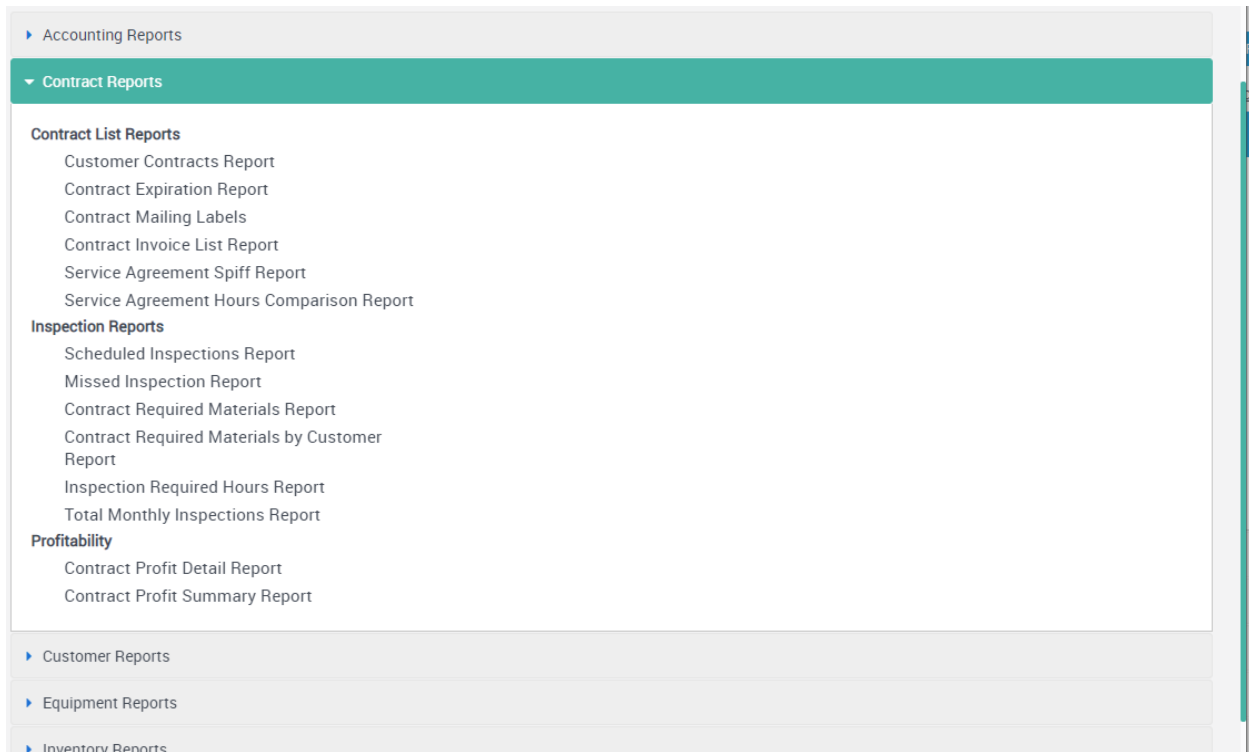 Accounting Reports
Contract Reports
Contract List Reports
Customer Contracts Report
Contract Expiration Report
Contract Mailing Labels
Contract Invoice List Report
Service Agreement Spiff Report
Service Agreement Hours Comparison Report
Inspection Reports
Scheduled Inspections Report
Missed Inspection Report
Contract Required Materials Report
Contract Required Materials by Customer
Report
Inspection Required Hours Report
Total Monthly Inspections Report
Profitability
Contract Profit Detail Report
Contract Profit Summary Report
Customer Reports
Equipment Reports
Inventory Reports